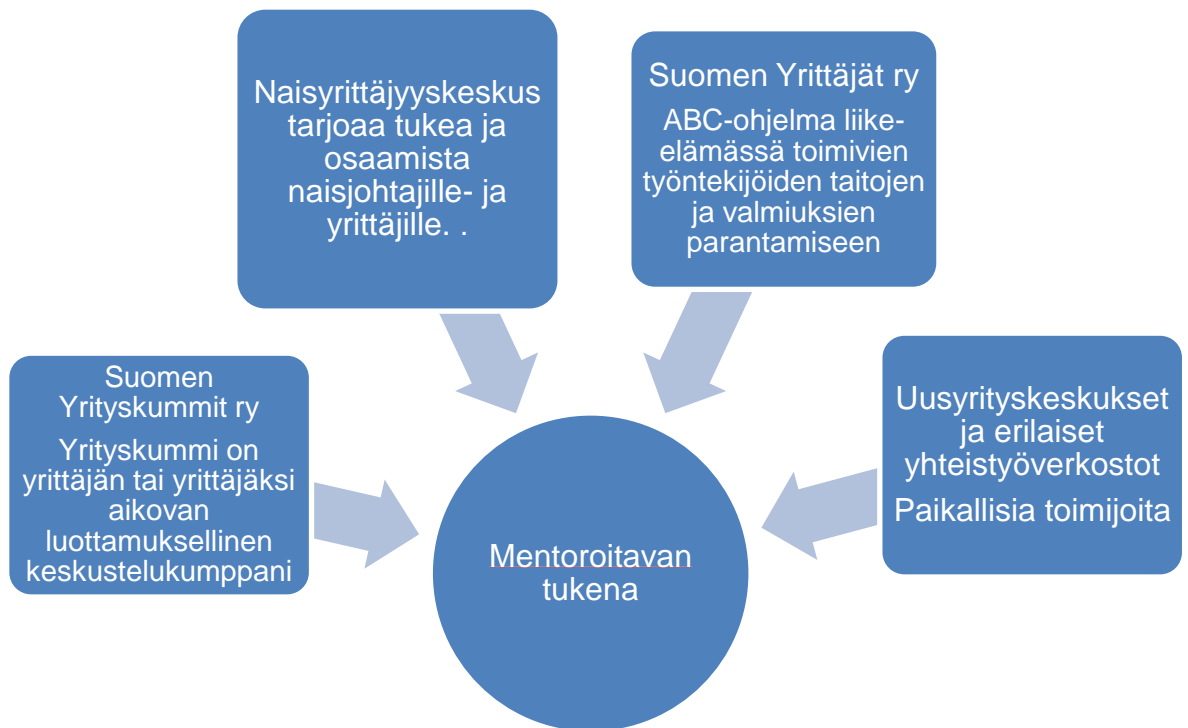 Naisyrittäjyyskeskus
tarjoaa tukea ja
osaamista
naisjohtajille- ja
yrittäjille. .
Suomen Yrittäjät ry
ABC-ohjelma liike-
elämässä toimivien
työntekijöiden taitojen
ja valmiuksien
parantamiseen
Suomen
Yrityskummit ry
Yrityskummi on
yrittäjän tai yrittäjäksi
aikovan
luottamuksellinen
keskustelukumppani
Uusyrityskeskukset
ja erilaiset
yhteistyöverkostot
Paikallisia toimijoita
Mentoroitavan
tukena